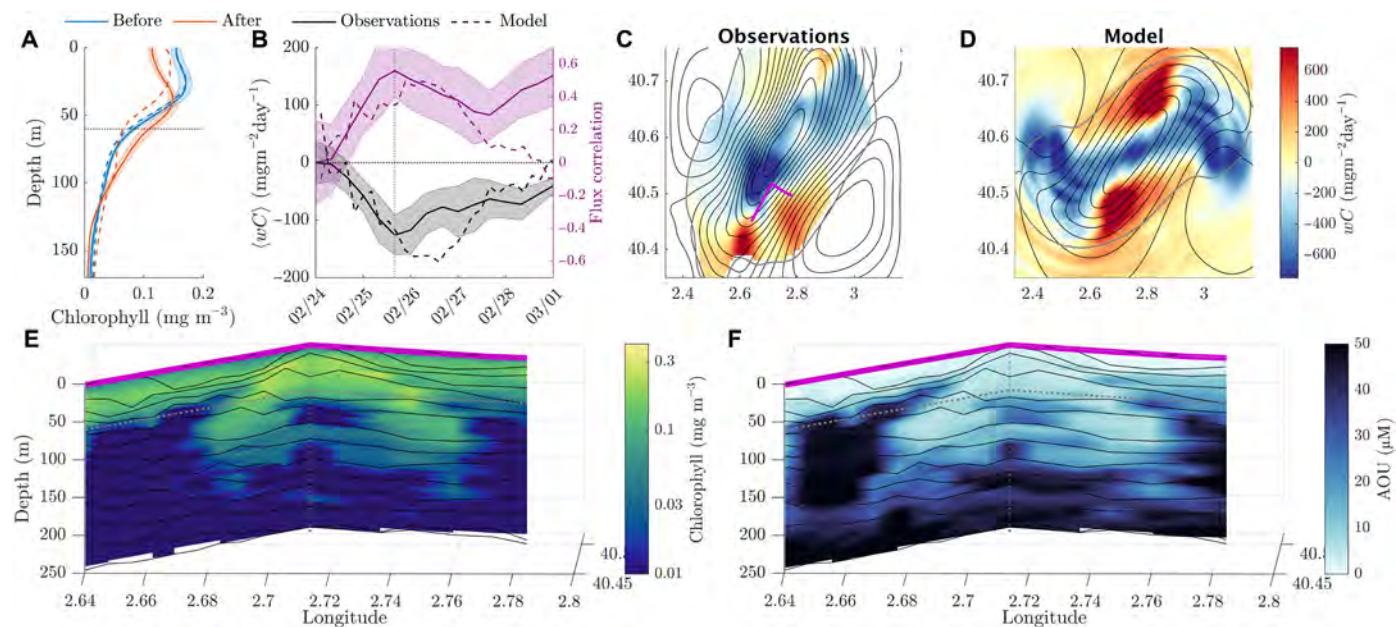 Before After Observations Model
A
0
50
100
150
Depth (m)
0 0.1 0.2
Chlorophyll (mg m−3)
B
200
100
0
−100
−200
⟨wC⟩ (mgm−2day−1)
0.6
0.4
0.2
0
−0.2
−0.4
−0.6
Flux correlation
02/24 02/25 02/26 02/27 02/28 03/01
C
Observations
40.7
40.6
40.5
40.4
2.4 2.6 2.8 3
D
Model
40.7
40.6
40.5
40.4
2.4 2.6 2.8 3
600
400
200
0
−200
−400
−600
wC (mgm−2day−1)
E
0
50
100
150
200
250
Depth (m)
2.64 2.66 2.68 2.7 2.72 2.74 2.76 2.78 2.8
Longitude
40.45
0.3
0.1
0.03
0.01
Chlorophyll (mg m−3)
F
0
50
100
150
200
250
2.64 2.66 2.68 2.7 2.72 2.74 2.76 2.78 2.8
Longitude
40.45
50
40
30
20
10
0
AOU (μM)